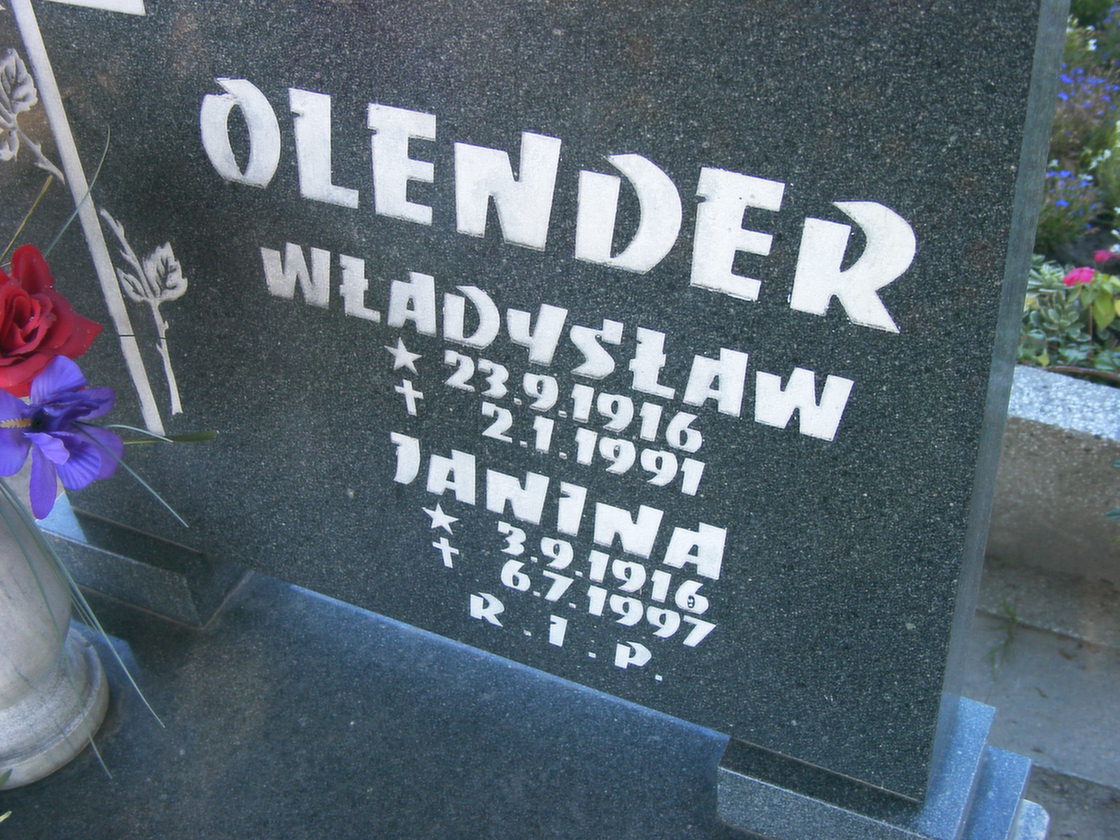 OLENDER
WŁADYSŁAW
★ 23.9.1916
✝ 2.1.1991
JANINA
★ 3.9.1916
✝ 6.7.1997
R.I.P.